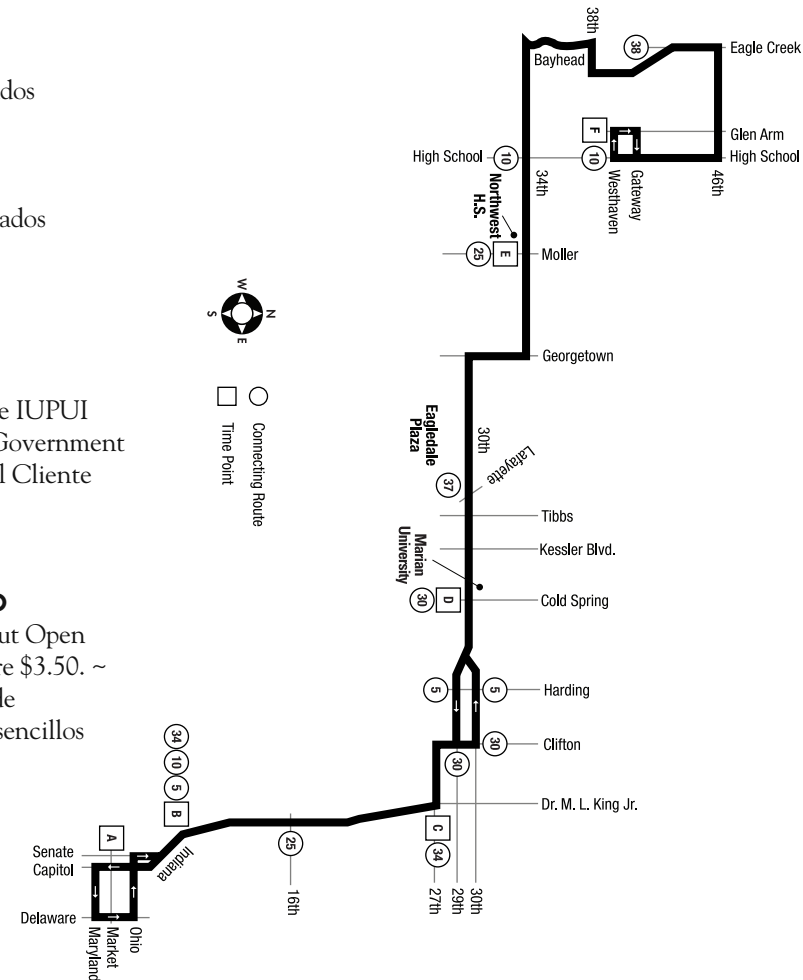 dos
ados
e IUPUI
Government
l Cliente
ut Open
re $3.50. ~
le
sencillos
38th
Bayhead
38
Eagle Creek
F
Glen Arm
High School
10
10
High School
34th
Westhaven
Gateway
46th
Northwest
H.S.
25
E
Moller
W
N
S
E
Connecting Route
Time Point
Georgetown
Eagledale
Plaza
30th
Lafayette
37
Tibbs
Kessler Blvd.
Marian
University
30
D
Cold Spring
5
5
Harding
30
Clifton
30
Dr. M. L. King Jr.
C
34
34
10
5
B
25
16th
27th
29th
30th
A
Indiana
Senate
Capitol
Delaware
Maryland
Market
Ohio